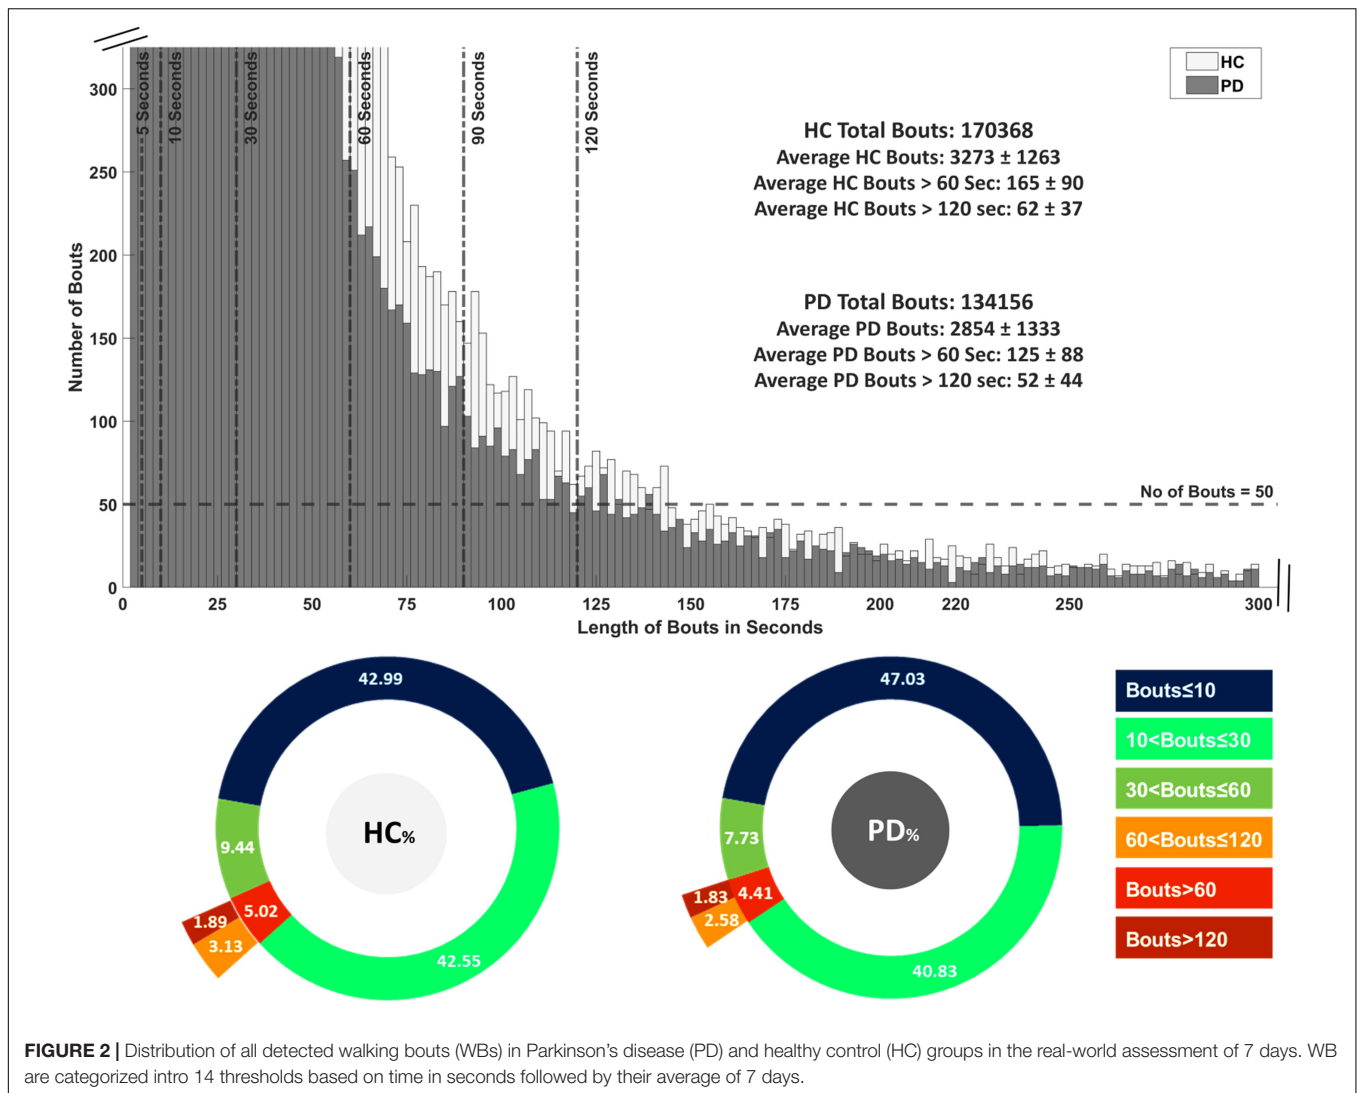 5 Seconds
10 Seconds
30 Seconds
60 Seconds
90 Seconds
120 Seconds
HC
PD
HC Total Bouts: 170368
Average HC Bouts: 3273 ± 1263
Average HC Bouts > 60 Sec: 165 ± 90
Average HC Bouts > 120 sec: 62 ± 37
PD Total Bouts: 134156
Average PD Bouts: 2854 ± 1333
Average PD Bouts > 60 Sec: 125 ± 88
Average PD Bouts > 120 sec: 52 ± 44
No of Bouts = 50
Number of Bouts
300
250
200
150
100
50
0
0 25 50 75 100 125 150 175 200 220 250 300
Length of Bouts in Seconds
42.99
9.44
1.89
5.02
3.13
42.55
HC%
47.03
7.73
1.83
4.41
2.58
40.83
PD%
Bouts≤10
10<Bouts≤30
30<Bouts≤60
60<Bouts≤120
Bouts>60
Bouts>120
FIGURE 2 | Distribution of all detected walking bouts (WBs) in Parkinson's disease (PD) and healthy control (HC) groups in the real-world assessment of 7 days. WB
are categorized intro 14 thresholds based on time in seconds followed by their average of 7 days.